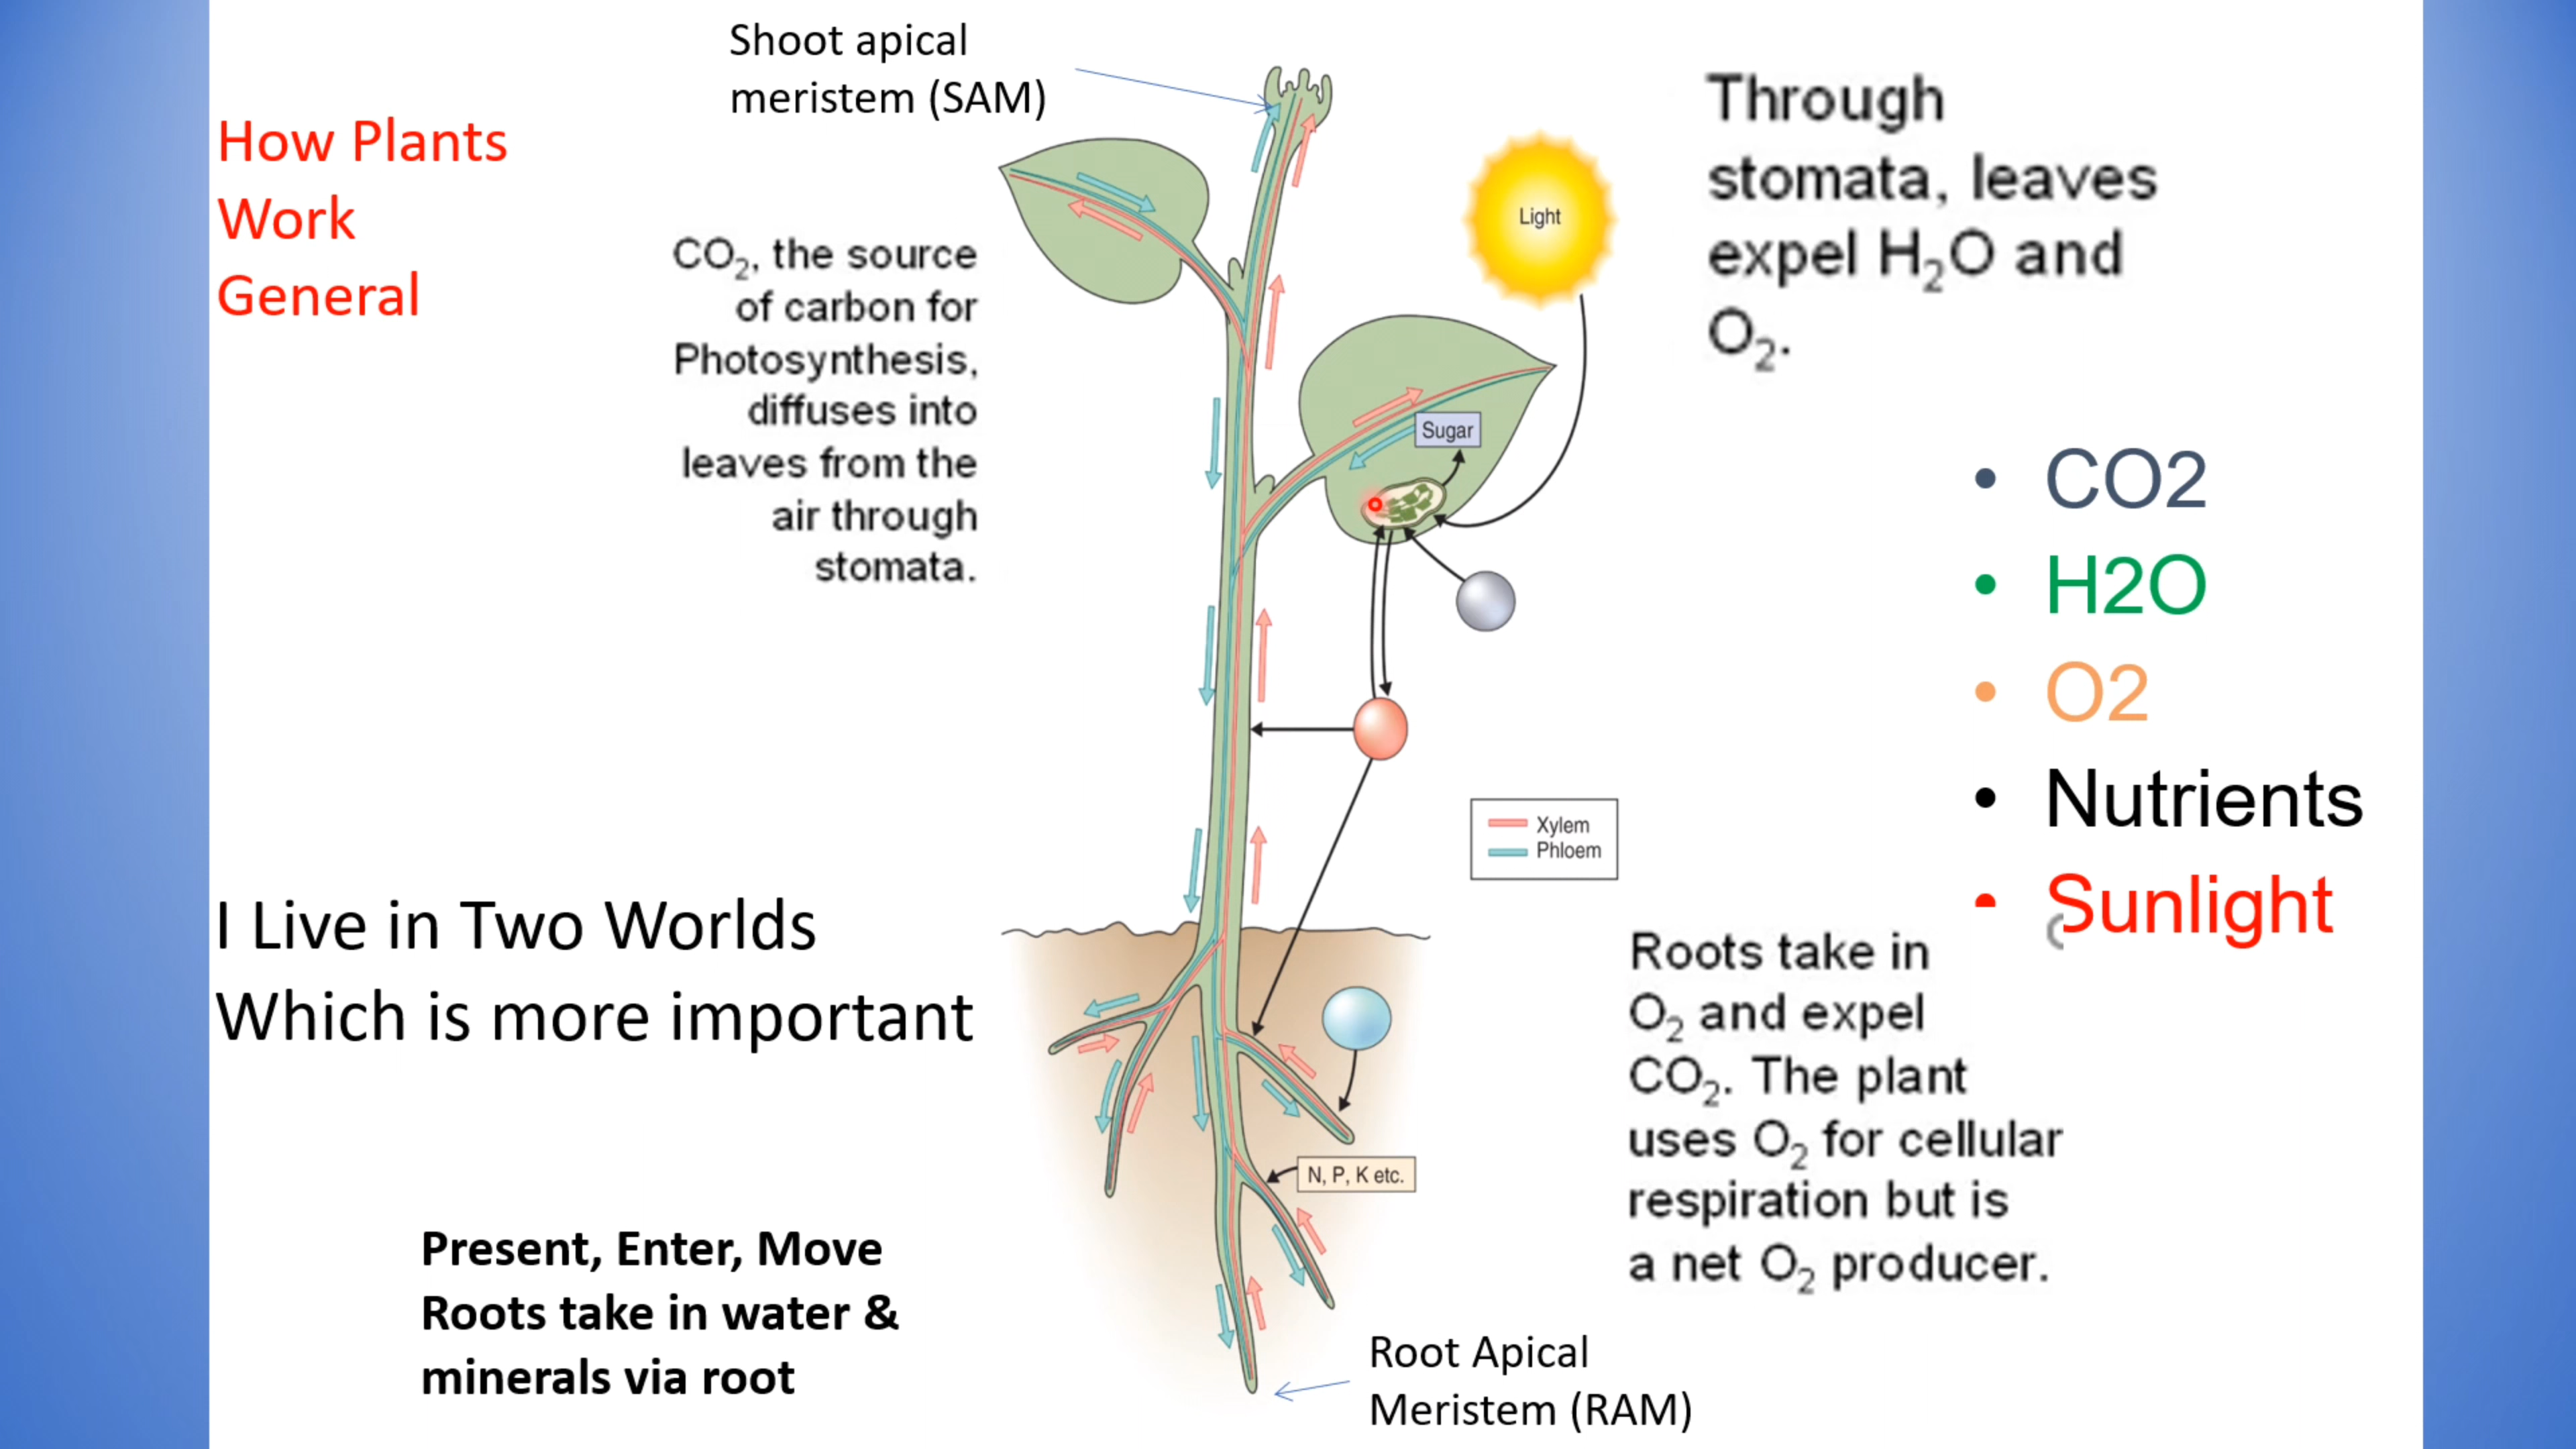 How Plants
Work
General
Shoot apical
meristem (SAM)
CO₂, the source
of carbon for
Photosynthesis,
diffuses into
leaves from the
air through
stomata.
Light
Sugar
Through
stomata, leaves
expel H₂O and
O₂.
• CO2
• H2O
• O2
• Nutrients
• Sunlight
Xylem
Phloem
I Live in Two Worlds
Which is more important
Roots take in
O₂ and expel
CO₂. The plant
uses O₂ for cellular
respiration but is
a net O₂ producer.
N, P, K etc.
Present, Enter, Move
Roots take in water &
minerals via root
Root Apical
Meristem (RAM)